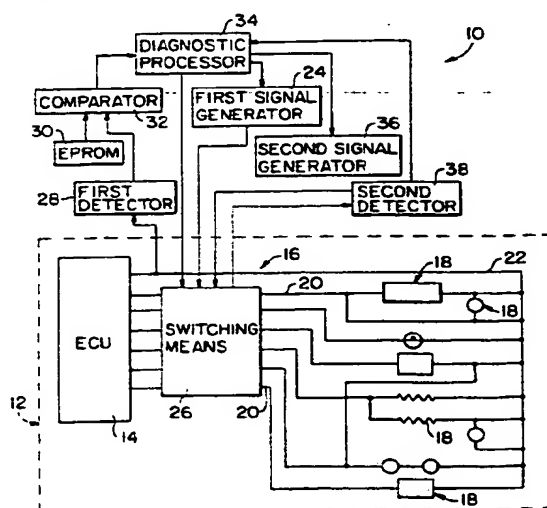 34
DIAGNOSTIC
PROCESSOR
10
24
COMPARATOR
32
FIRST SIGNAL
GENERATOR
36
30
EPROM
SECOND SIGNAL
GENERATOR
38
28
FIRST
DETECTOR
SECOND
DETECTOR
16
18
22
20
18
ECU
SWITCHING
MEANS
12
14
26
20
18
18